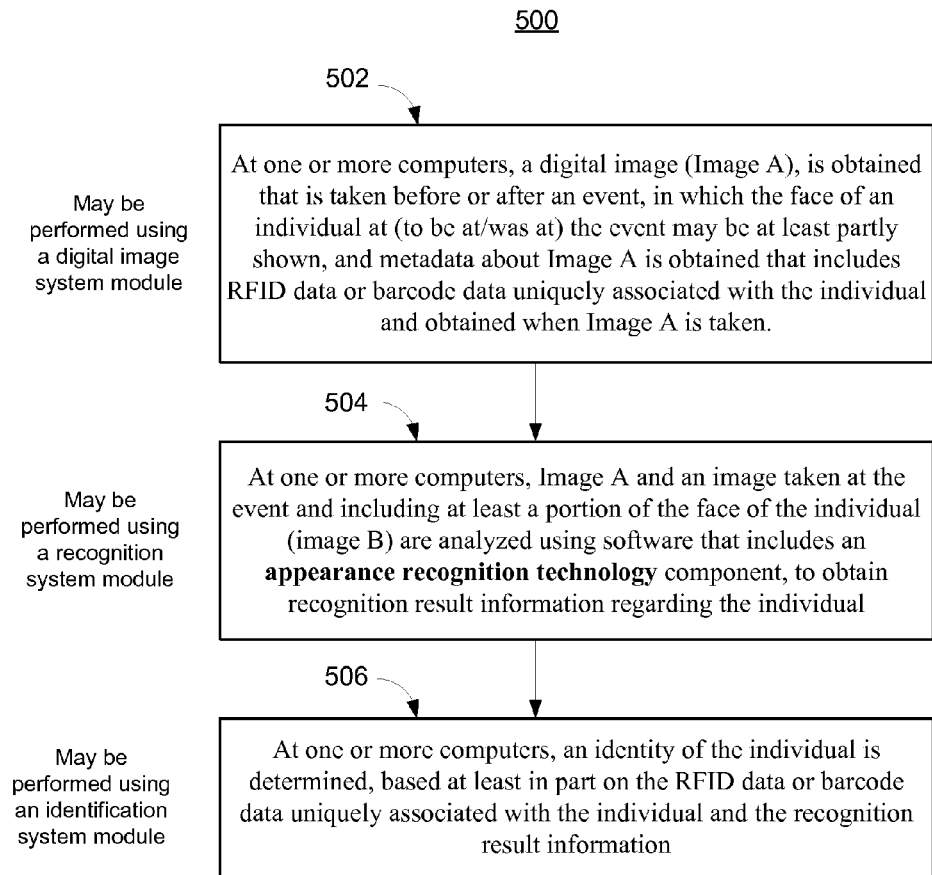 500
502
May be
performed using
a digital image
system module
At one or more computers, a digital image (Image A), is obtained
that is taken before or after an event, in which the face of an
individual at (to be at/was at) the event may be at least partly
shown, and metadata about Image A is obtained that includes
RFID data or barcode data uniquely associated with the individual
and obtained when Image A is taken.
504
May be
performed using
a recognition
system module
At one or more computers, Image A and an image taken at the
event and including at least a portion of the face of the individual
(image B) are analyzed using software that includes an
appearance recognition technology component, to obtain
recognition result information regarding the individual
506
May be
performed using
an identification
system module
At one or more computers, an identity of the individual is
determined, based at least in part on the RFID data or barcode
data uniquely associated with the individual and the recognition
result information